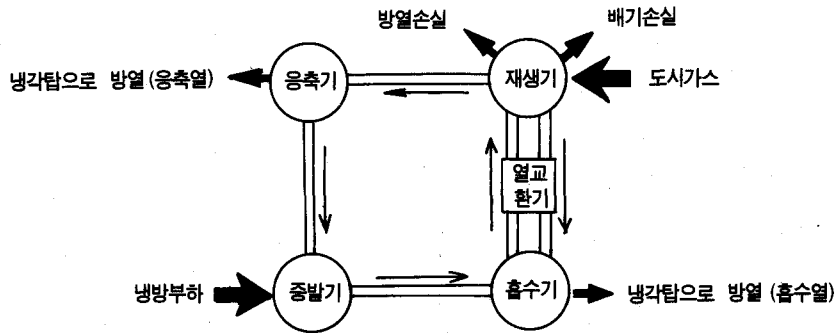 방열손실
배기손실
냉각탑으로 방열 (응축열)
응축기
재생기
도시가스
열교
환기
냉방부하
증발기
흡수기
냉각탑으로 방열 (흡수열)